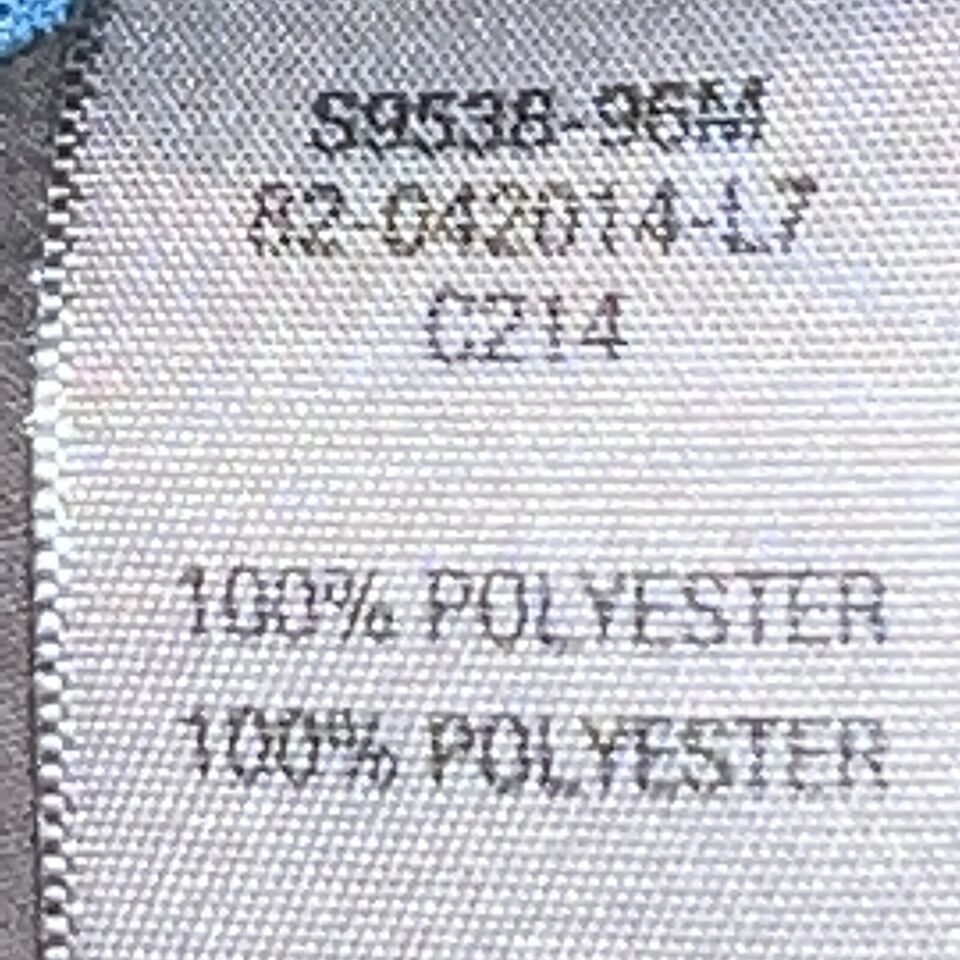 S9538-96M
82-042014-L7
C214
100% POLYESTER
100% POLYESTER